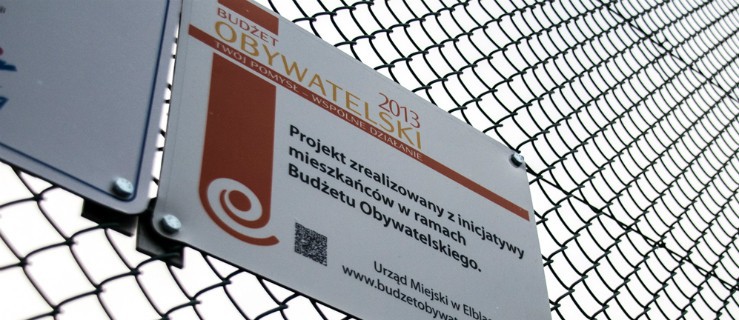 BUDŻET
OBYWATELSKI 2013
TWÓJ POMYSŁ – WSPÓLNE DZIAŁANIE
Projekt zrealizowany z inicjatywy
mieszkańców w ramach
Budżetu Obywatelskiego.
Urząd Miejski w